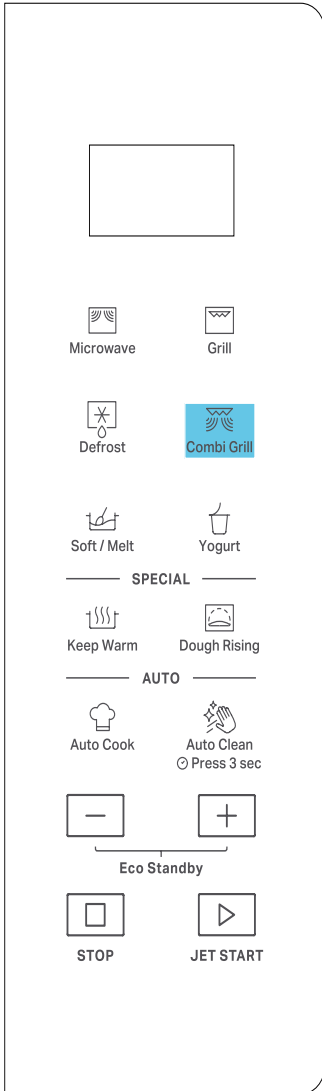 Microwave Grill
Defrost Combi Grill
Soft / Melt Yogurt
SPECIAL
Keep Warm Dough Rising
AUTO
Auto Cook Auto Clean
Press 3 sec
Eco Standby
STOP JET START